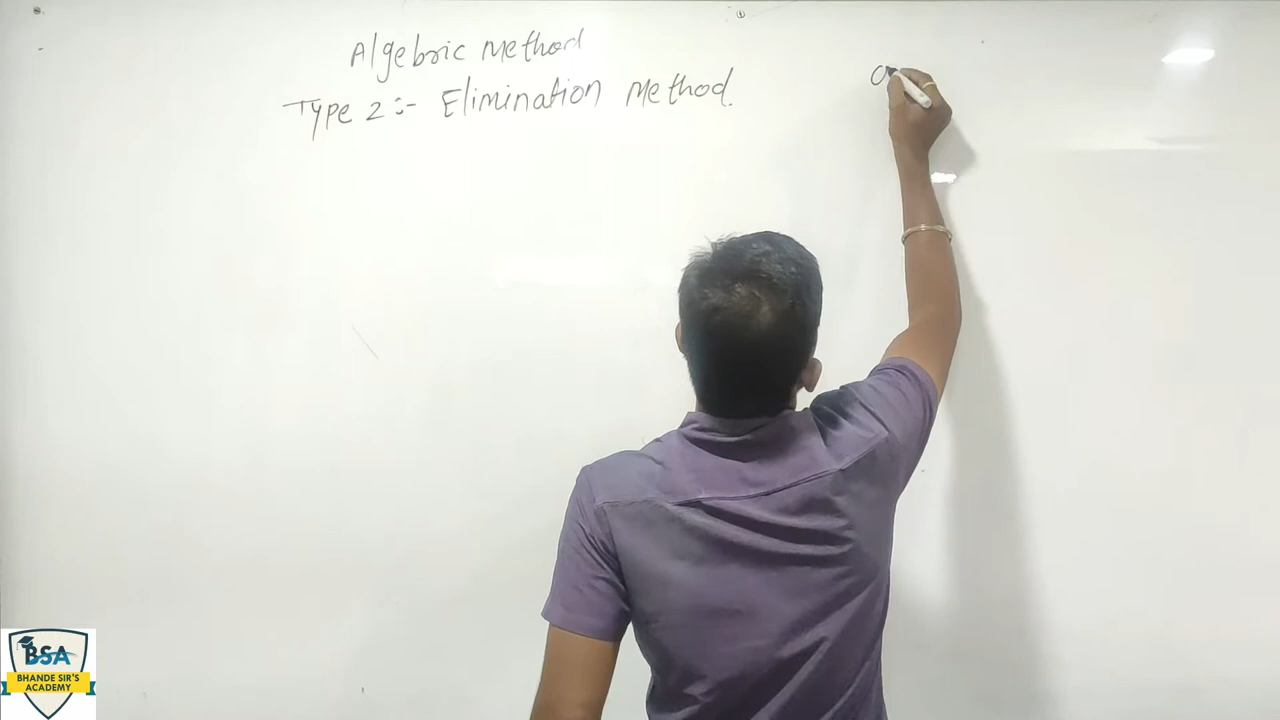 Algebric Method
Type 2 :- Elimination Method.
BSA
BHANDE SIR'S
ACADEMY